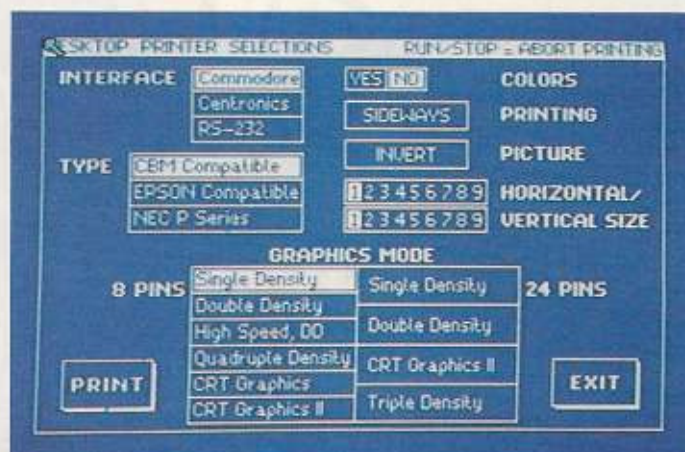 DESKTOP PRINTER SELECTIONS RUN/STOP = ABORT PRINTING
INTERFACE Commodore YES NO COLORS
Centronics SIDEWAYS PRINTING
RS-232
INVERT PICTURE
TYPE CBM Compatible
EPSON Compatible 123456789 HORIZONTAL/
NEC P Series 123456789 VERTICAL SIZE
GRAPHICS MODE
8 PINS Single Density Single Density 24 PINS
Double Density Double Density
High Speed, DD
Quadruple Density CRT Graphics II
CRT Graphics
CRT Graphics II Triple Density
PRINT EXIT